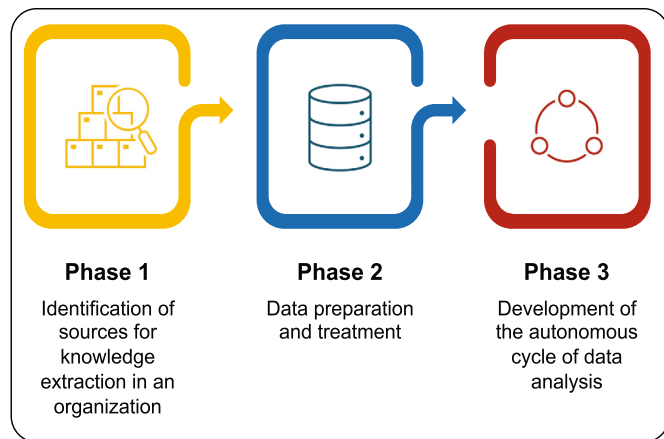 Phase 1
Identification of
sources for
knowledge
extraction in an
organization
Phase 2
Data preparation
and treatment
Phase 3
Development of
the autonomous
cycle of data
analysis